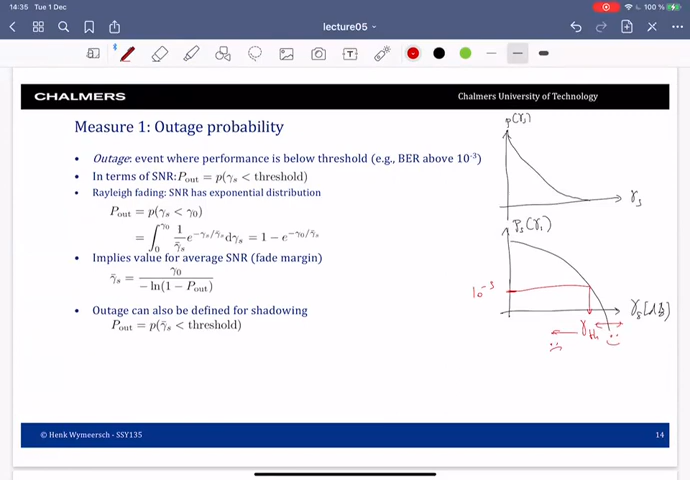 14:35 Tue 1 Dec
100 %
lecture05
CHALMERS
Chalmers University of Technology
Measure 1: Outage probability
• Outage: event where performance is below threshold (e.g., BER above 10⁻³)
• In terms of SNR: P_out = p(γ_s < threshold)
• Rayleigh fading: SNR has exponential distribution
P_out = p(γ_s < γ_0)
= ∫_0^{γ_0} 1/γ̄_s e^{−γ_s/γ̄_s} dγ_s = 1 − e^{−γ_0/γ̄_s}
• Implies value for average SNR (fade margin)
γ̄_s = γ_0 / −ln(1 − P_out)
• Outage can also be defined for shadowing
P_out = p(γ̄_s < threshold)
p(γ_s)
γ_s
P_s(γ_s)
10⁻³
γ_s [dB]
γ_th
© Henk Wymeersch - SSY135
14